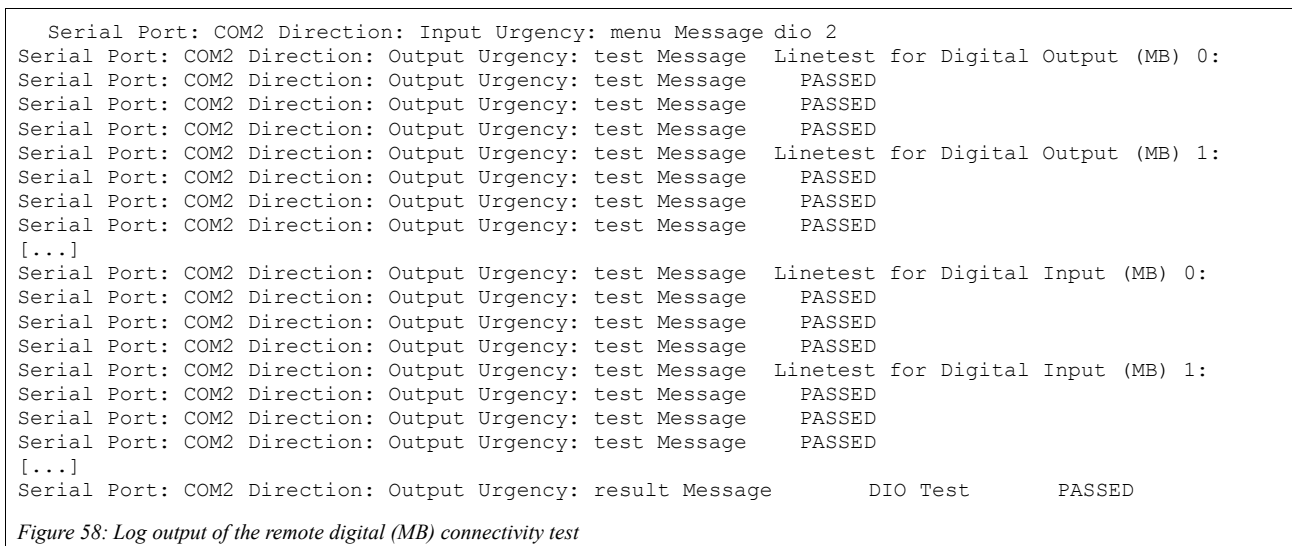 Serial Port: COM2 Direction: Input Urgency: menu Message dio 2
Serial Port: COM2 Direction: Output Urgency: test Message Linetest for Digital Output (MB) 0:
Serial Port: COM2 Direction: Output Urgency: test Message PASSED
Serial Port: COM2 Direction: Output Urgency: test Message PASSED
Serial Port: COM2 Direction: Output Urgency: test Message PASSED
Serial Port: COM2 Direction: Output Urgency: test Message Linetest for Digital Output (MB) 1:
Serial Port: COM2 Direction: Output Urgency: test Message PASSED
Serial Port: COM2 Direction: Output Urgency: test Message PASSED
Serial Port: COM2 Direction: Output Urgency: test Message PASSED
[...]
Serial Port: COM2 Direction: Output Urgency: test Message Linetest for Digital Input (MB) 0:
Serial Port: COM2 Direction: Output Urgency: test Message PASSED
Serial Port: COM2 Direction: Output Urgency: test Message PASSED
Serial Port: COM2 Direction: Output Urgency: test Message PASSED
Serial Port: COM2 Direction: Output Urgency: test Message Linetest for Digital Input (MB) 1:
Serial Port: COM2 Direction: Output Urgency: test Message PASSED
Serial Port: COM2 Direction: Output Urgency: test Message PASSED
Serial Port: COM2 Direction: Output Urgency: test Message PASSED
[...]
Serial Port: COM2 Direction: Output Urgency: result Message DIO Test PASSED
Figure 58: Log output of the remote digital (MB) connectivity test